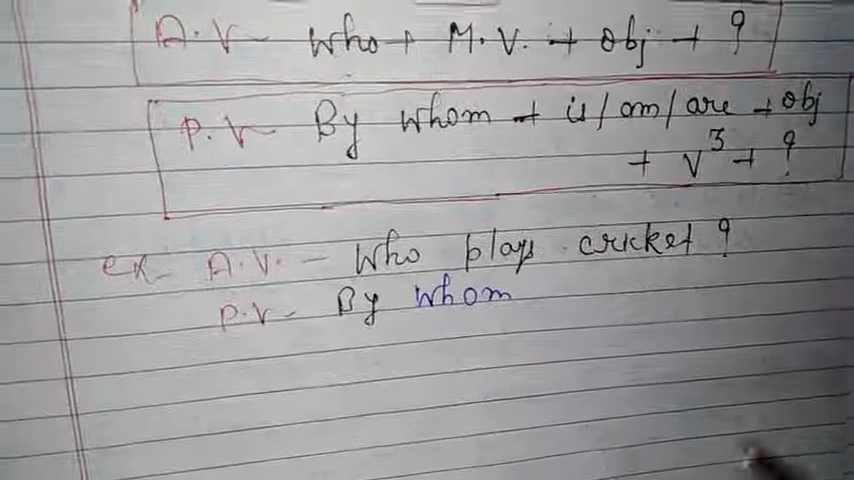 A.V - Who + M.V. + obj + ?
P.V - By whom + is/am/are + obj
+ V3 + ?
ex- A.V. - Who plays cricket ?
P.V - By whom